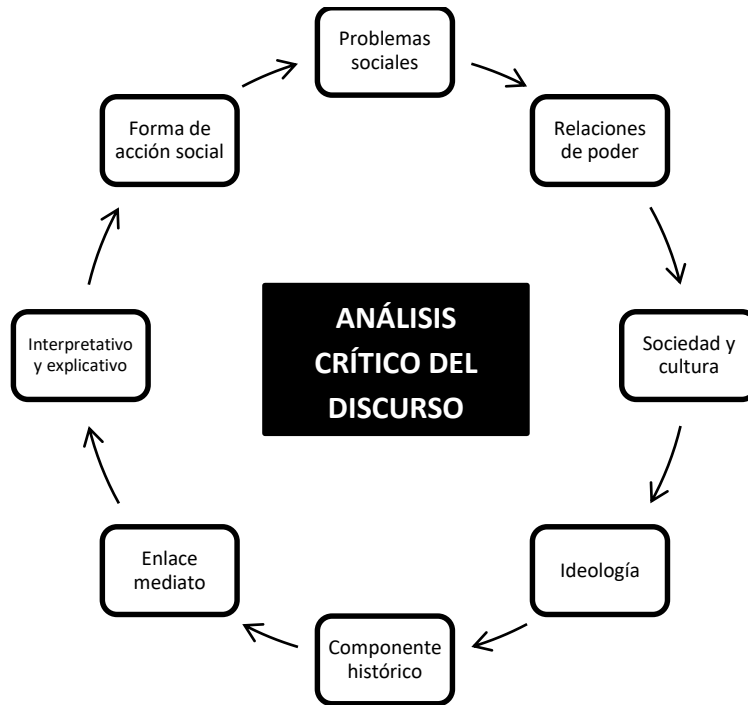 Problemas
sociales
Relaciones
de poder
Sociedad y
cultura
Ideología
Componente
histórico
Enlace
mediato
Interpretativo
y explicativo
Forma de
acción social
ANÁLISIS
CRÍTICO DEL
DISCURSO